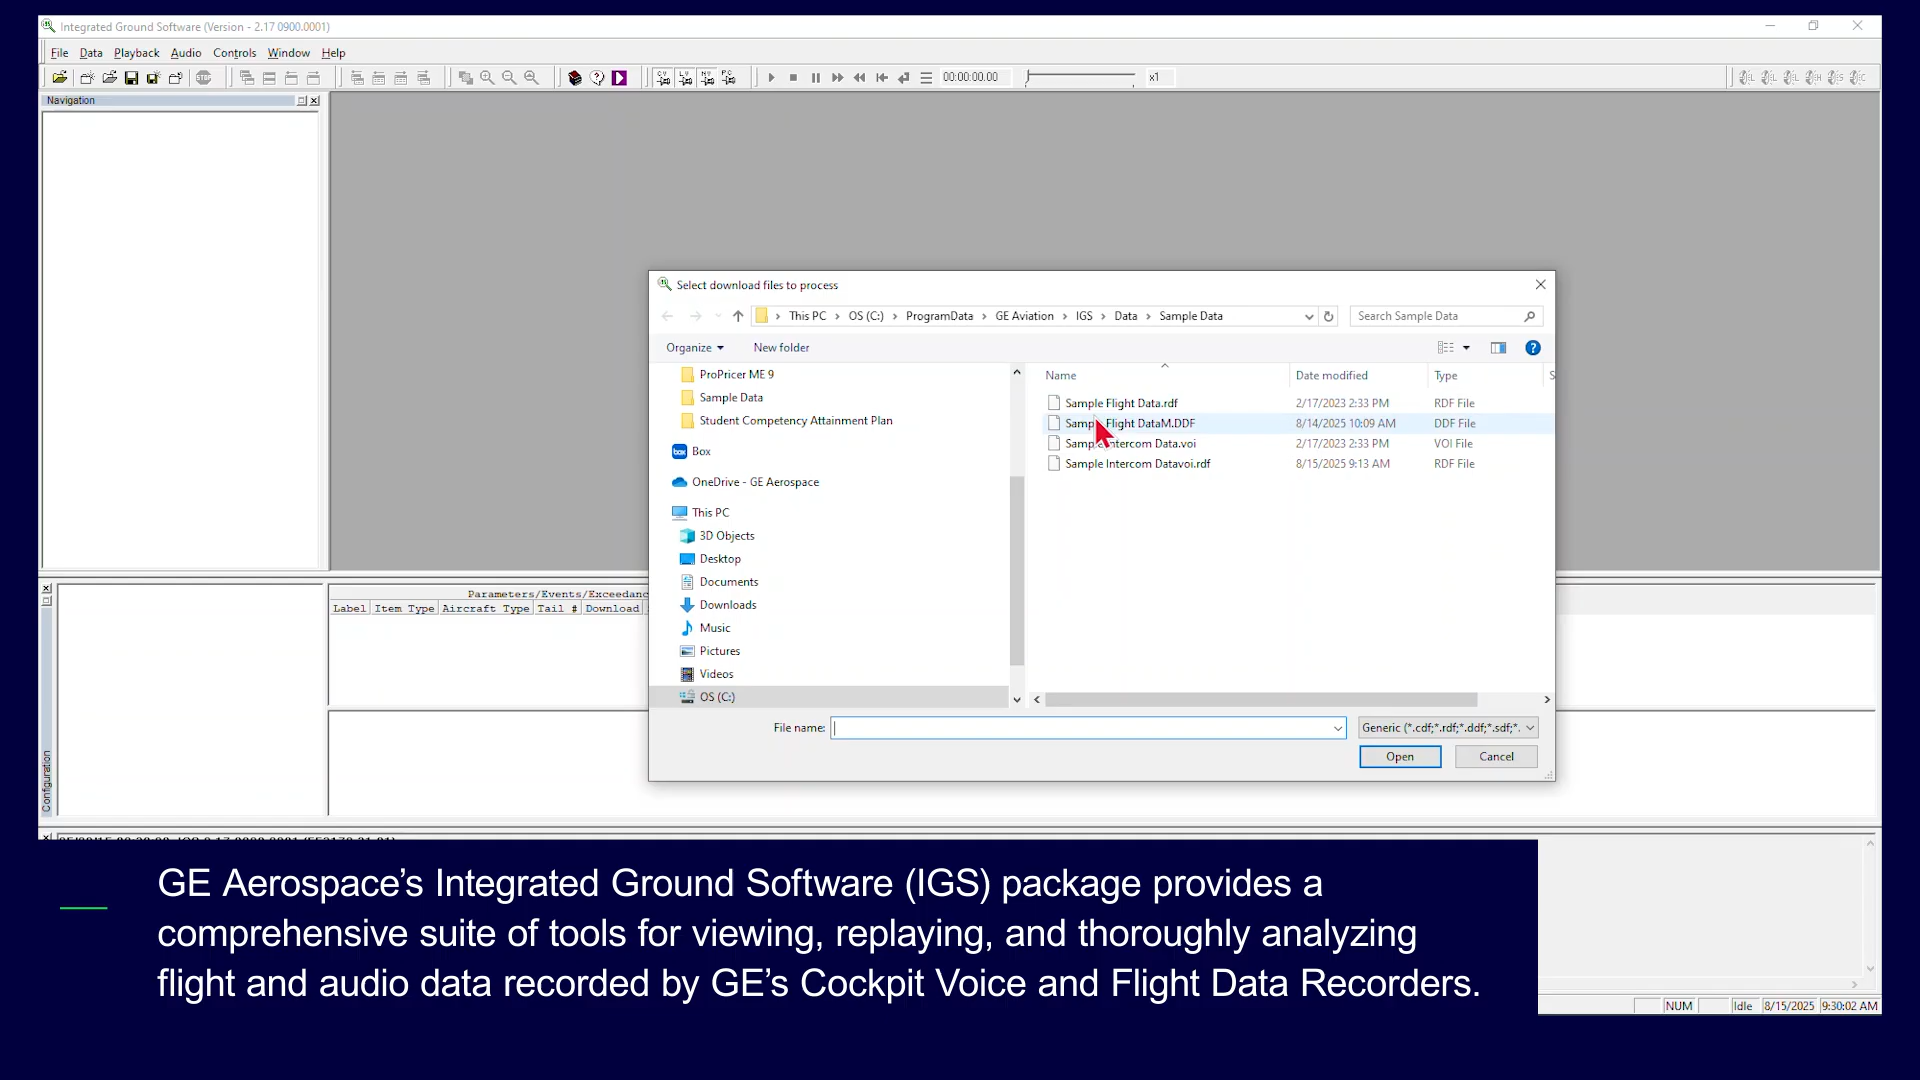 Integrated Ground Software (Version - 2.17 0900.0001)
File Data Playback Audio Controls Window Help
STOP
00:00:00.00 x1
Navigation
Select download files to process
This PC > OS (C:) > ProgramData > GE Aviation > IGS > Data > Sample Data
Search Sample Data
Organize New folder
ProPricer ME 9
Sample Data
Student Competency Attainment Plan
Box
OneDrive - GE Aerospace
This PC
3D Objects
Desktop
Documents
Downloads
Music
Pictures
Videos
OS (C:)
Name Date modified Type S
Sample Flight Data.rdf 2/17/2023 2:33 PM RDF File
Sample Flight DataM.DDF 8/14/2025 10:09 AM DDF File
Sample Intercom Data.voi 2/17/2023 2:33 PM VOI File
Sample Intercom Datavoi.rdf 8/15/2025 9:13 AM RDF File
File name: Generic (*.cdf;*.rdf;*.ddf;*.sdf;*.
Open Cancel
Parameters/Events/Exceedanc
Label Item Type Aircraft Type Tail # Download
Configuration
GE Aerospace’s Integrated Ground Software (IGS) package provides a
comprehensive suite of tools for viewing, replaying, and thoroughly analyzing
flight and audio data recorded by GE’s Cockpit Voice and Flight Data Recorders.
NUM Idle 8/15/2025 9:30:02 AM